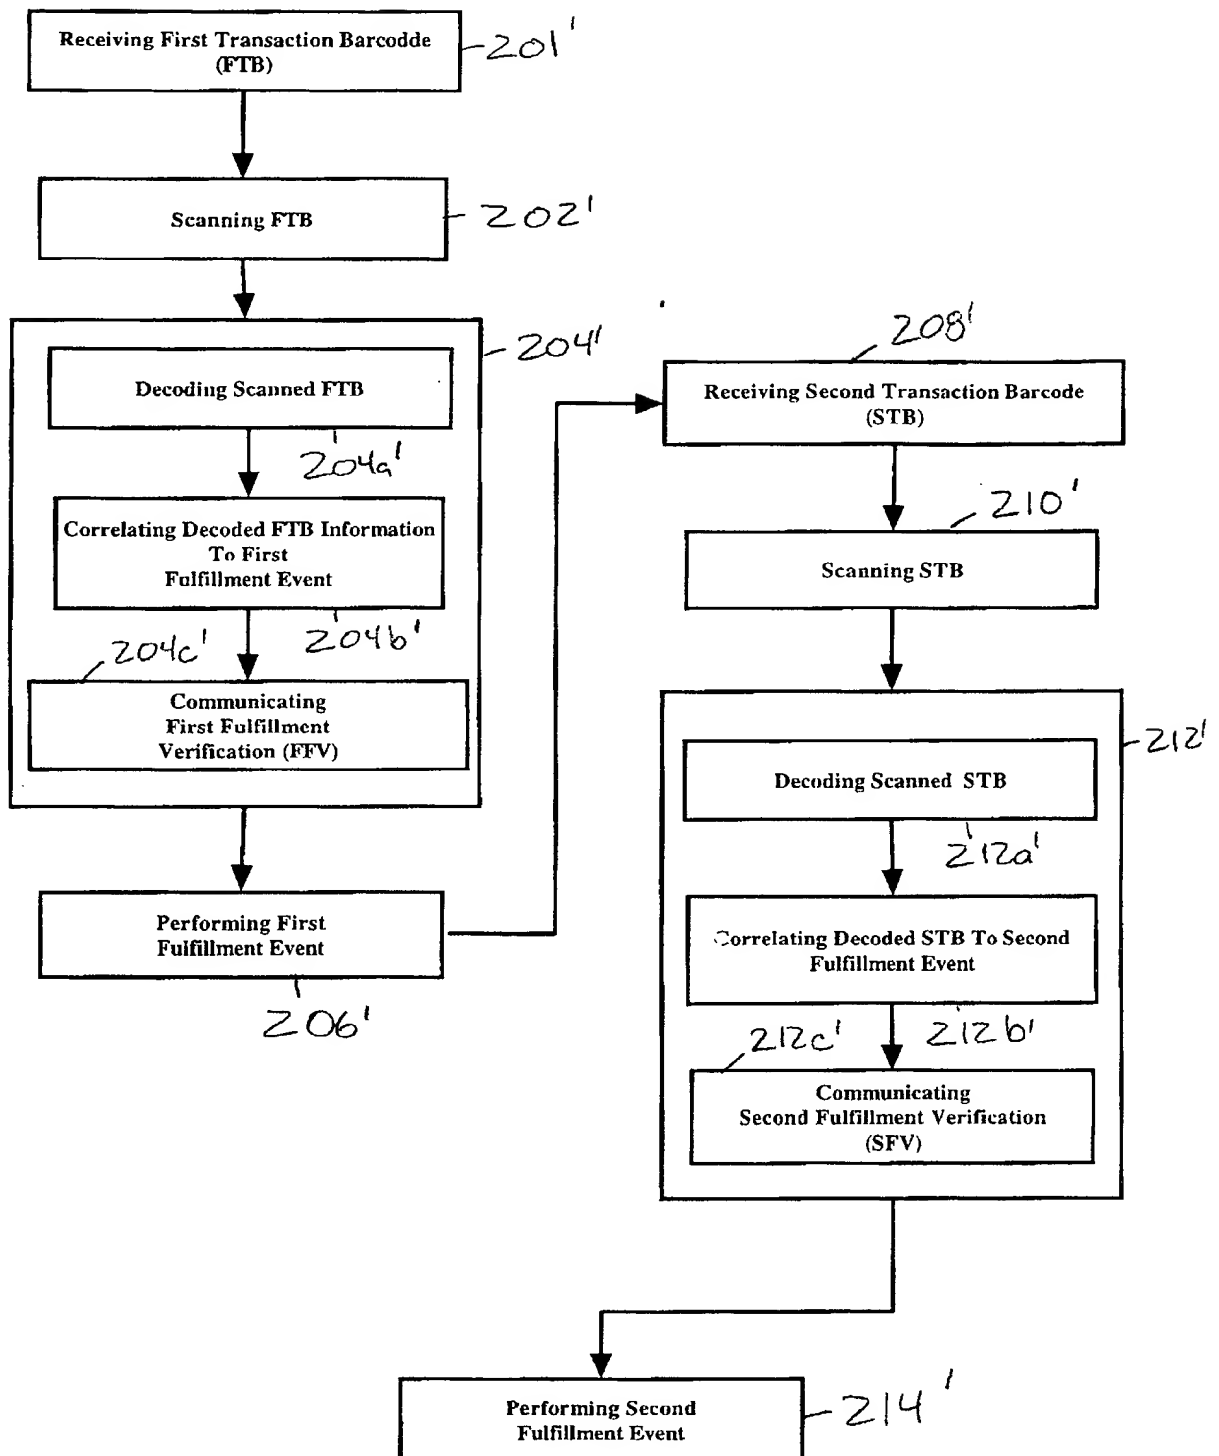 Receiving First Transaction Barcodde
(FTB)
201'
Scanning FTB
202'
204'
Decoding Scanned FTB
204a'
Correlating Decoded FTB Information
To First
Fulfillment Event
204b'
204c'
Communicating
First Fulfillment
Verification (FFV)
Performing First
Fulfillment Event
206'
208'
Receiving Second Transaction Barcode
(STB)
210'
Scanning STB
212'
Decoding Scanned STB
212a'
Correlating Decoded STB To Second
Fulfillment Event
212b'
212c'
Communicating
Second Fulfillment Verification
(SFV)
Performing Second
Fulfillment Event
214'